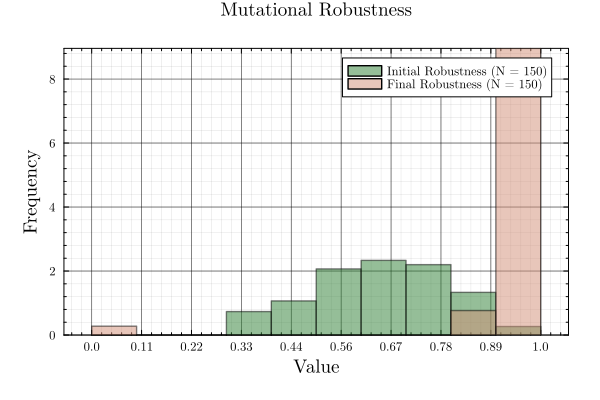 Mutational Robustness
Initial Robustness (N = 150)
Final Robustness (N = 150)
Frequency
8
6
4
2
0
0.0 0.11 0.22 0.33 0.44 0.56 0.67 0.78 0.89 1.0
Value